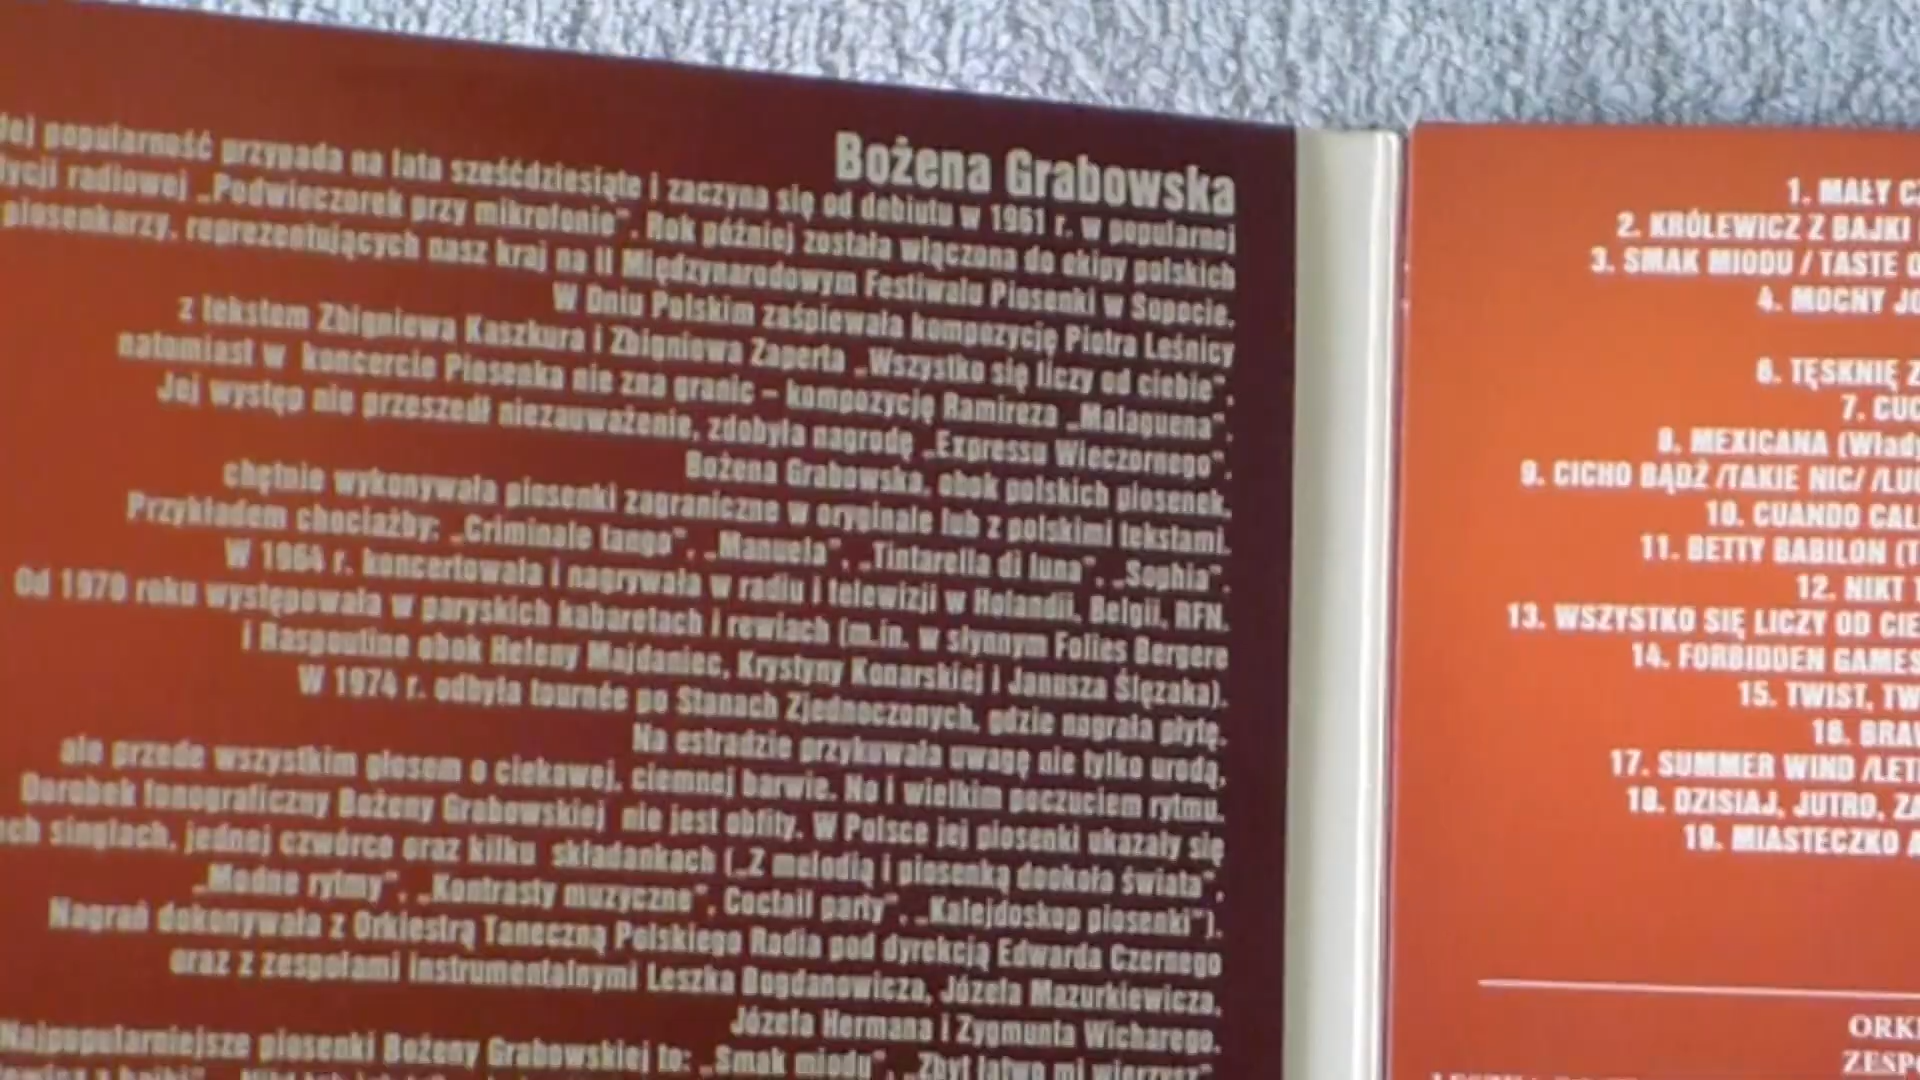 Bożena Grabowska
Jej popularność przypada na lata sześćdziesiąte i zaczyna się od debiutu w 1961 r. w popularnej
radiowej „Podwieczorek przy mikrofonie”. Rok później została włączona do ekipy polskich
piosenkarzy, reprezentujących nasz kraj na II Międzynarodowym Festiwalu Piosenki w Sopocie.
W Dniu Polskim zaśpiewała kompozycję Piotra Leśnicy
z tekstem Zbigniewa Kaszkura i Zbigniewa Zaperta „Wszystko się liczy od ciebie”,
natomiast w koncercie Piosenka nie zna granic – kompozycję Ramireza „Malaguena”.
Jej występ nie przeszedł niezauważenie, zdobyła nagrodę „Expressu Wieczornego”.
Bożena Grabowska, obok polskich piosenek,
chętnie wykonywała piosenki zagraniczne w oryginale lub z polskimi tekstami.
Przykładem chociażby: „Criminale tango”, „Manuela”, „Tintarella di luna”, „Sophia”.
W 1964 r. koncertowała i nagrywała w radiu i telewizji w Holandii, Belgii, RFN.
Od 1970 roku występowała w paryskich kabaretach i rewiach (m.in. w słynnym Folies Bergere
i Raspoutine obok Heleny Majdaniec, Krystyny Konarskiej i Janusza Ślęzaka).
W 1974 r. odbyła tournée po Stanach Zjednoczonych, gdzie nagrała płytę.
Na estradzie przykuwała uwagę nie tylko urodą,
ale przede wszystkim głosem o ciekawej, ciemnej barwie. No i wielkim poczuciem rytmu.
Dorobek fonograficzny Bożeny Grabowskiej nie jest obfity. W Polsce jej piosenki ukazały się
singlach, jednej czwórce oraz kilku składankach („Z melodią i piosenką dookoła świata”,
„Modne rytmy”, „Kontrasty muzyczne”, Coctail party”, „Kalejdoskop piosenki”).
Nagrań dokonywała z Orkiestrą Taneczną Polskiego Radia pod dyrekcją Edwarda Czernego
oraz z zespołami instrumentalnymi Leszka Bogdanowicza, Józefa Mazurkiewicza,
Józefa Hermana i Zygmunta Wicharego.
Najpopularniejsze piosenki Bożeny Grabowskiej to: „Smak miodu”, „Zbyt łatwo mi wierzysz”
1. MAŁY
2. KRÓLEWICZ Z BAJKI
3. SMAK MIODU / TASTE
4. MOCNY
6. TĘSKNIĘ
7.
8. MEXICANA
9. CICHO BĄDŹ /TAKIE NIC/
10. CUANDO
11. BETTY BABILON
12. NIKT
13. WSZYSTKO SIĘ LICZY OD
14. FORBIDDEN GAMES
15. TWIST,
16.
17. SUMMER WIND
18. DZISIAJ, JUTRO,
19. MIASTECZKO